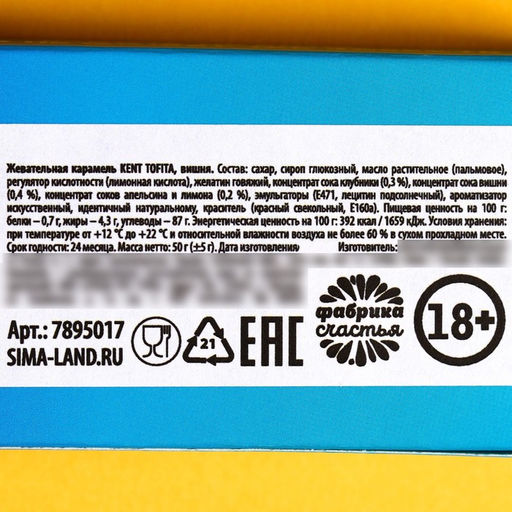 Жевательная карамель KENT TOFITA, вишня. Состав: сахар, сироп глюкозный, масло растительное (пальмовое),
регулятор кислотности (лимонная кислота), желатин говяжий, концентрат сока клубники (0,3 %), концентрат сока вишни
(0,4 %), концентрат соков апельсина и лимона (0,2 %), эмульгаторы (Е471, лецитин подсолнечный), ароматизатор
искусственный, идентичный натуральному, краситель (красный свекольный, Е160а). Пищевая ценность на 100 г:
белки – 0,7 г, жиры – 4,3 г, углеводы – 87 г. Энергетическая ценность на 100 г: 392 ккал / 1659 кДж. Условия хранения:
при температуре от +12 °C до +22 °C и относительной влажности воздуха не более 60 % в сухом прохладном месте.
Срок годности: 24 месяца. Масса нетто: 50 г (±5 г). Дата изготовления Изготовитель:
Арт.: 7895017
SIMA-LAND.RU
21
EAC
фабрика
счастья
18+